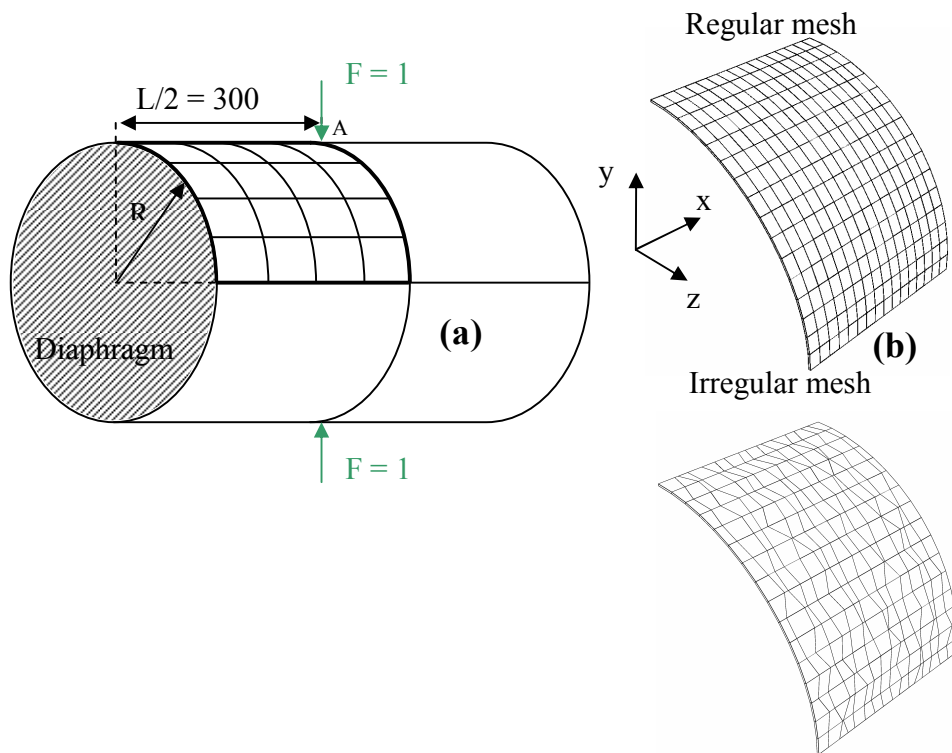 Regular mesh
F = 1
L/2 = 300
A
y
x
R
z
Diaphragm
(a)
(b)
Irregular mesh
F = 1